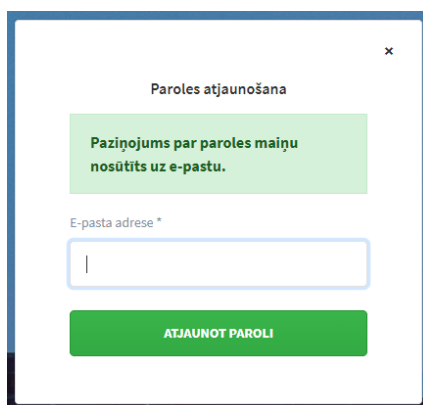 ×
Paroles atjaunošana
Paziņojums par paroles maiņu
nosūtīts uz e-pastu.
E-pasta adrese *
ATJAUNOT PAROLI